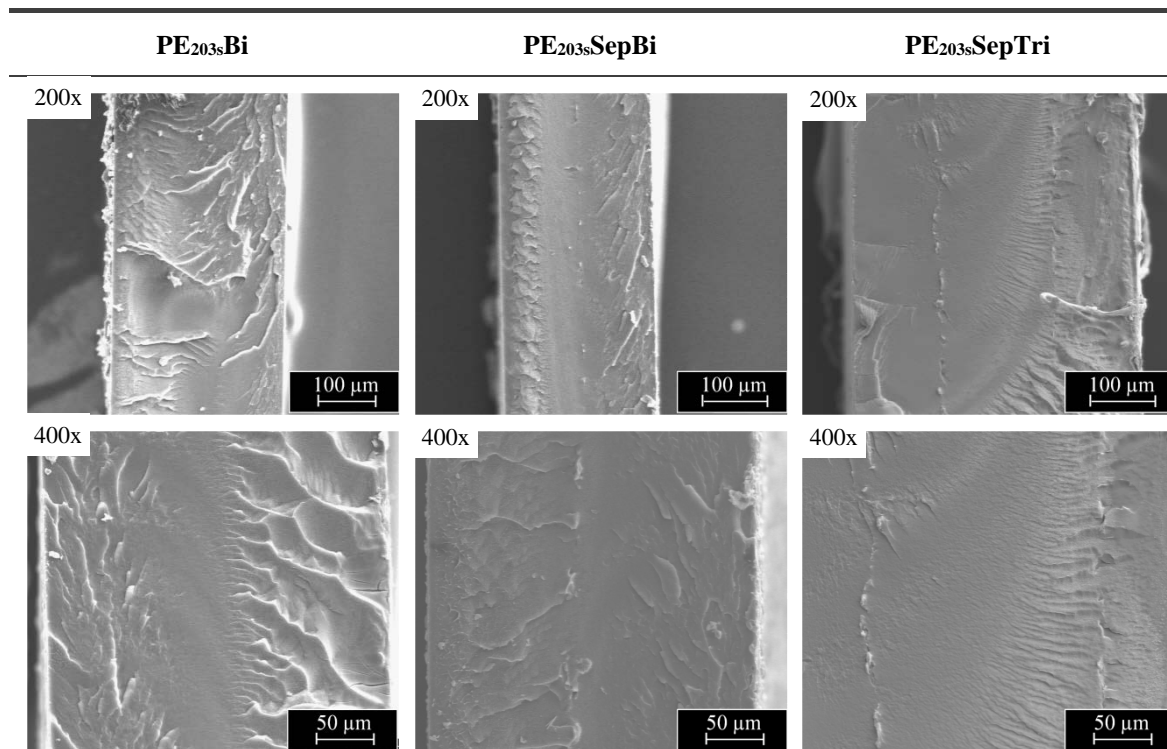 PE203sBi PE203sSepBi PE203sSepTri
200x 200x 200x
100 µm 100 µm 100 µm
400x 400x 400x
50 µm 50 µm 50 µm